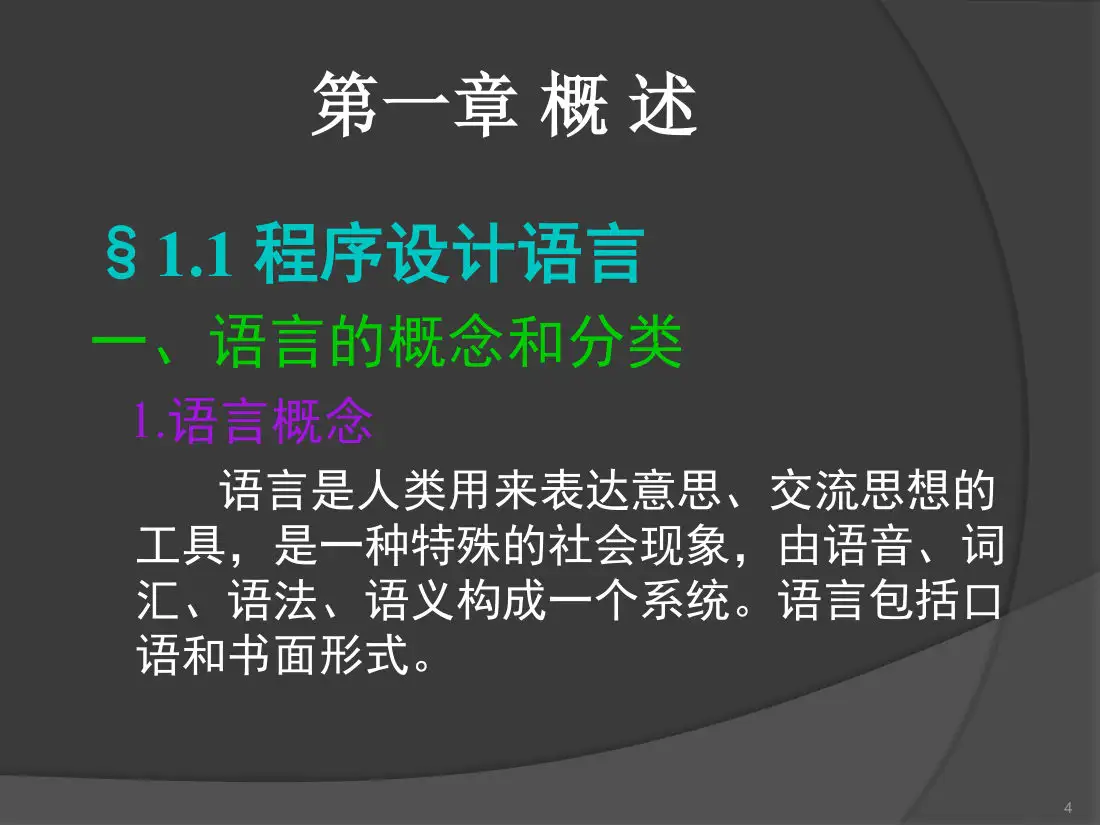 第一章 概 述
§1.1 程序设计语言
一、语言的概念和分类
1.语言概念
语言是人类用来表达意思、交流思想的
工具，是一种特殊的社会现象，由语音、词
汇、语法、语义构成一个系统。语言包括口
语和书面形式。
4